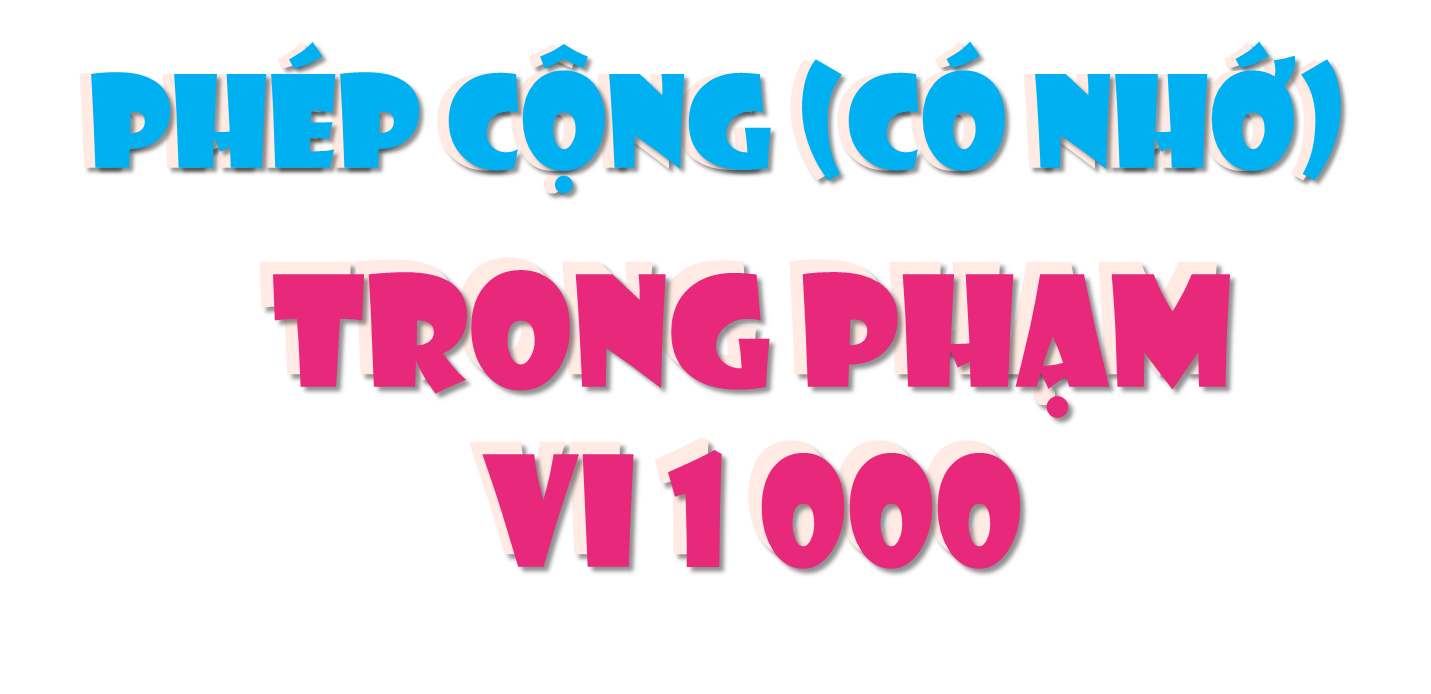 PHÉP CỘNG (CÓ NHỚ)
TRONG PHẠM
VI 1 000